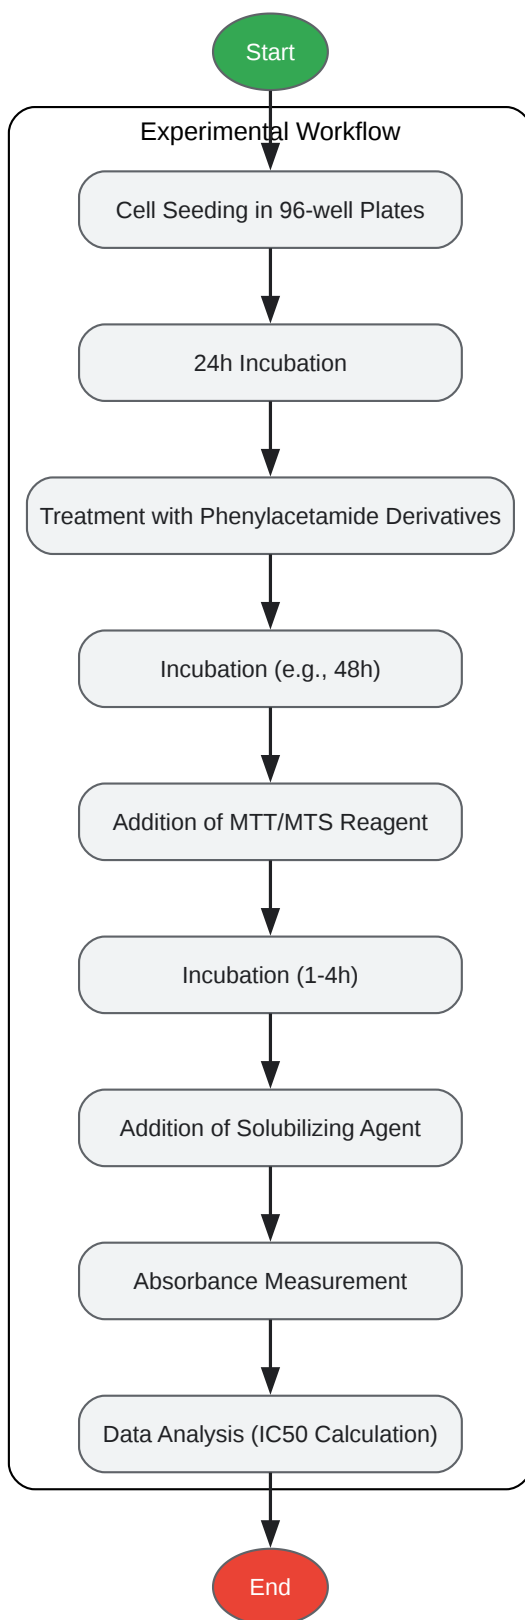 Start
Experimental Workflow
Cell Seeding in 96-well Plates
24h Incubation
Treatment with Phenylacetamide Derivatives
Incubation (e.g., 48h)
Addition of MTT/MTS Reagent
Incubation (1-4h)
Addition of Solubilizing Agent
Absorbance Measurement
Data Analysis (IC50 Calculation)
End